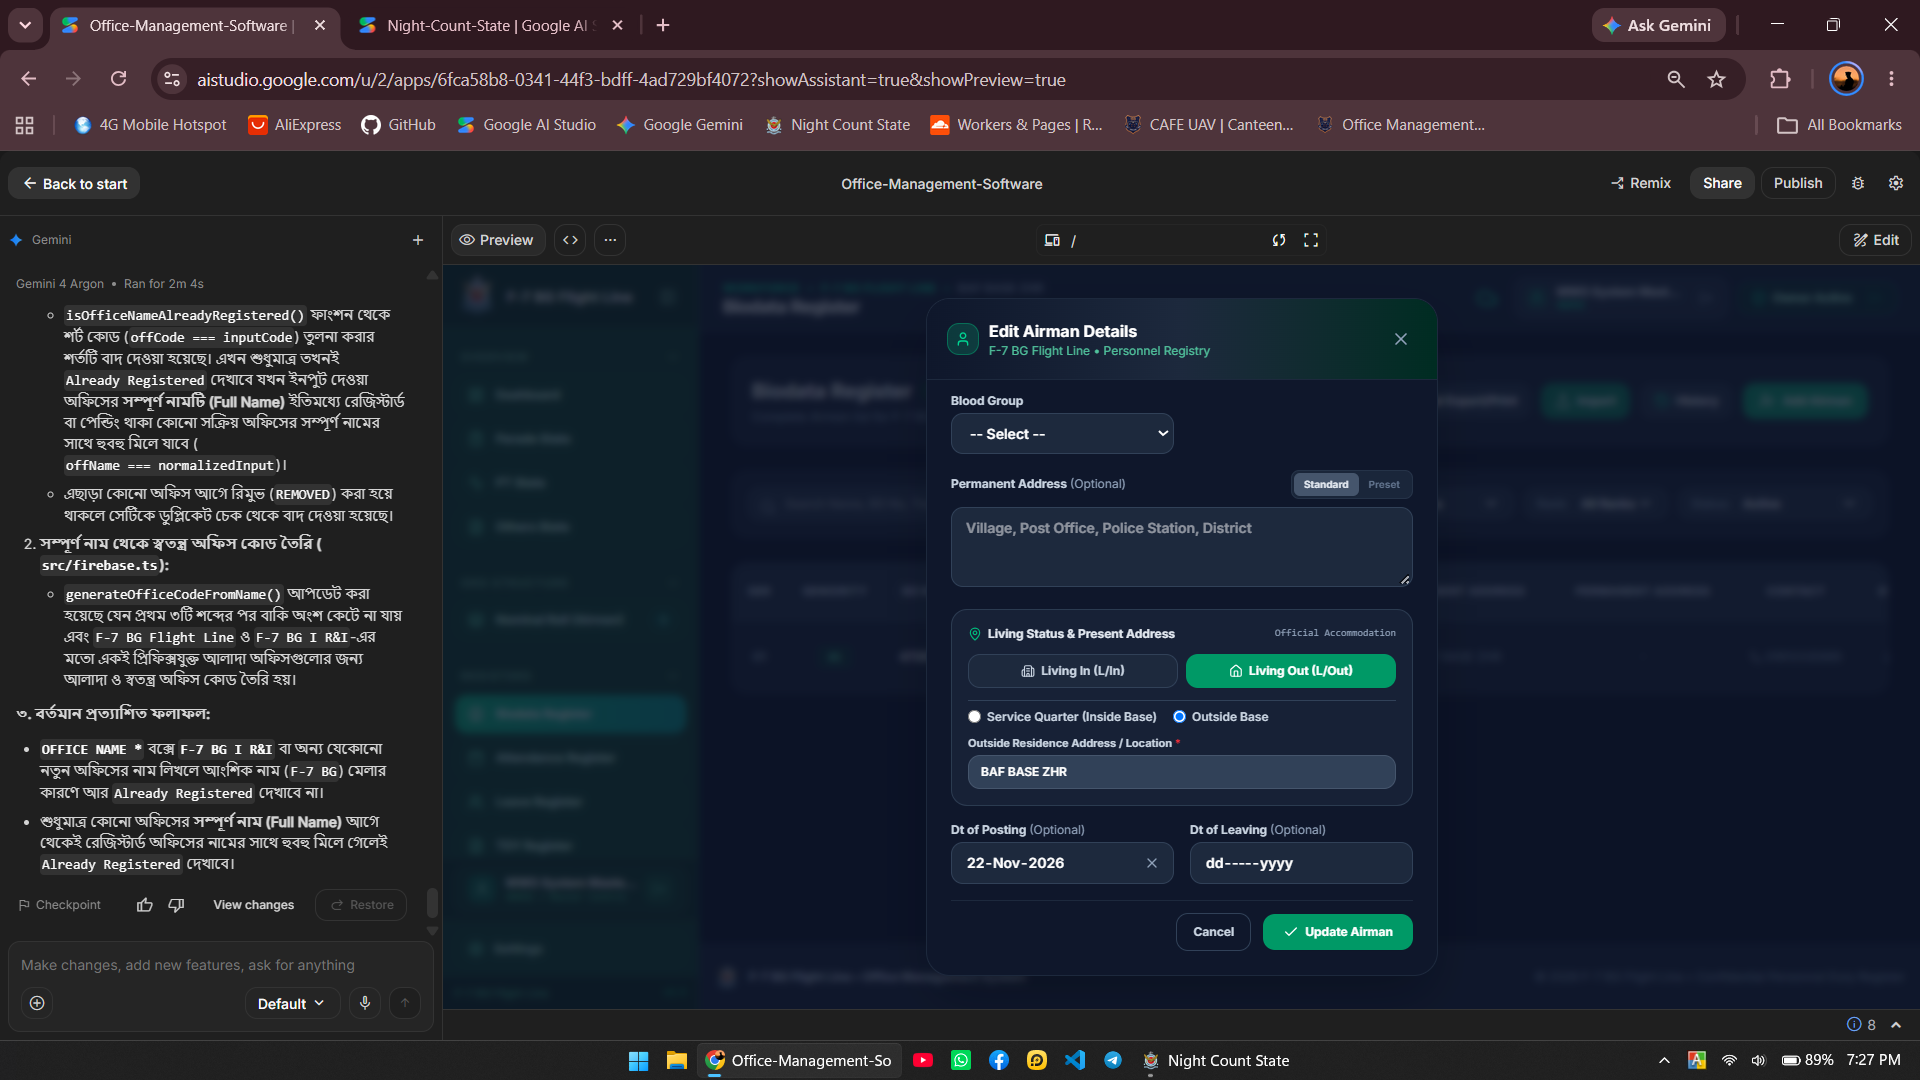 Office-Management-Software |
Night-Count-State | Google AI S
Ask Gemini
aistudio.google.com/u/2/apps/6fca58b8-0341-44f3-bdff-4ad729bf4072?showAssistant=true&showPreview=true
4G Mobile Hotspot
AliExpress
GitHub
Google AI Studio
Google Gemini
Night Count State
Workers & Pages | R...
CAFE UAV | Canteen...
Office Management...
All Bookmarks
Back to start
Office-Management-Software
Remix
Share
Publish
Gemini
Preview
/
Edit
Gemini 4 Argon • Ran for 2m 4s
isOfficeNameAlreadyRegistered() ফাংশন থেকে
শর্ট কোড (offCode === inputCode) তুলনা করার
শর্তটি বাদ দেওয়া হয়েছে। এখন শুধুমাত্র তখনই
Already Registered দেখাবে যখন ইনপুট দেওয়া
অফিসের সম্পূর্ণ নামটি (Full Name) ইতিমধ্যে রেজিস্টার্ড
বা পেন্ডিং থাকা কোনো সক্রিয় অফিসের সম্পূর্ণ নামের
সাথে হুবহু মিলে যাবে (
offName === normalizedInput)।
এছাড়া কোনো অফিস আগে রিমুভ (REMOVED) করা হয়ে
থাকলে সেটিকে ডুপ্লিকেট চেক থেকে বাদ দেওয়া হয়েছে।
2. সম্পূর্ণ নাম থেকে স্বতন্ত্র অফিস কোড তৈরি (
src/firebase.ts):
generateOfficeCodeFromName() আপডেট করা
হয়েছে যেন প্রথম ৩টি শব্দের পর বাকি অংশ কেটে না যায়
এবং F-7 BG Flight Line ও F-7 BG I R&I-এর
মতো একই প্রিফিক্সযুক্ত আলাদা অফিসগুলোর জন্য
আলাদা ও স্বতন্ত্র অফিস কোড তৈরি হয়।
৩. বর্তমান প্রত্যাশিত ফলাফল:
OFFICE NAME * বক্সে F-7 BG I R&I বা অন্য যেকোনো
নতুন অফিসের নাম লিখলে আংশিক নাম (F-7 BG) মেলার
কারণে আর Already Registered দেখাবে না।
শুধুমাত্র কোনো অফিসের সম্পূর্ণ নাম (Full Name) আগে
থেকেই রেজিস্টার্ড অফিসের নামের সাথে হুবহু মিলে গেলেই
Already Registered দেখাবে।
Checkpoint
View changes
Restore
Make changes, add new features, ask for anything
Default
Edit Airman Details
F-7 BG Flight Line • Personnel Registry
Blood Group
-- Select --
Permanent Address (Optional)
Standard
Preset
Village, Post Office, Police Station, District
Living Status & Present Address
Official Accommodation
Living In (L/In)
Living Out (L/Out)
Service Quarter (Inside Base)
Outside Base
Outside Residence Address / Location *
BAF BASE ZHR
Dt of Posting (Optional)
Dt of Leaving (Optional)
22-Nov-2026
dd-----yyyy
Cancel
Update Airman
8
Office-Management-So
Night Count State
89%
7:27 PM